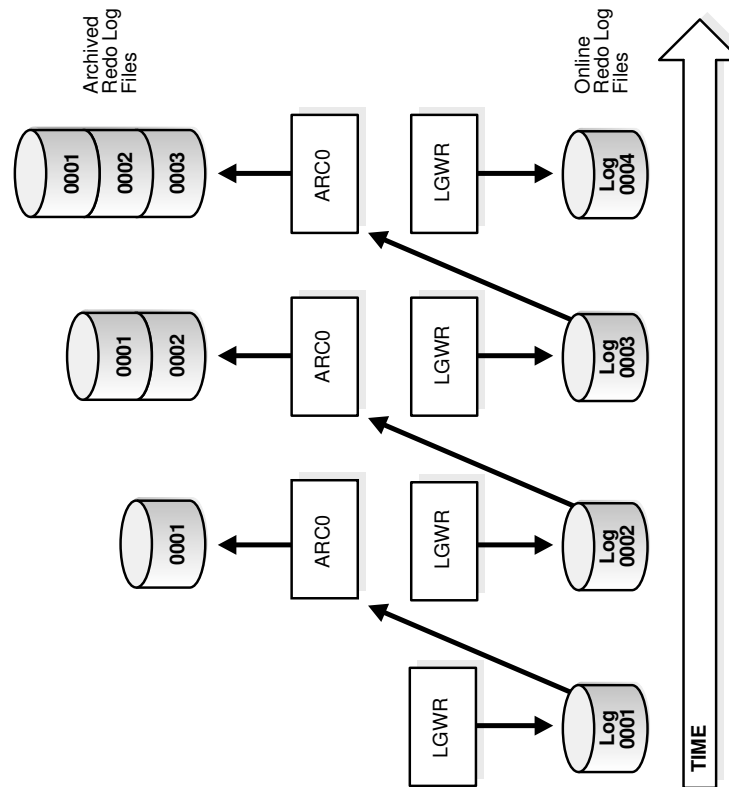 Archived
Redo Log
Files
0001
0002
0003
0001
0002
0001
ARC0
ARC0
ARC0
LGWR
LGWR
LGWR
LGWR
Online
Redo Log
Files
Log
0001
Log
0002
Log
0003
Log
0004
TIME